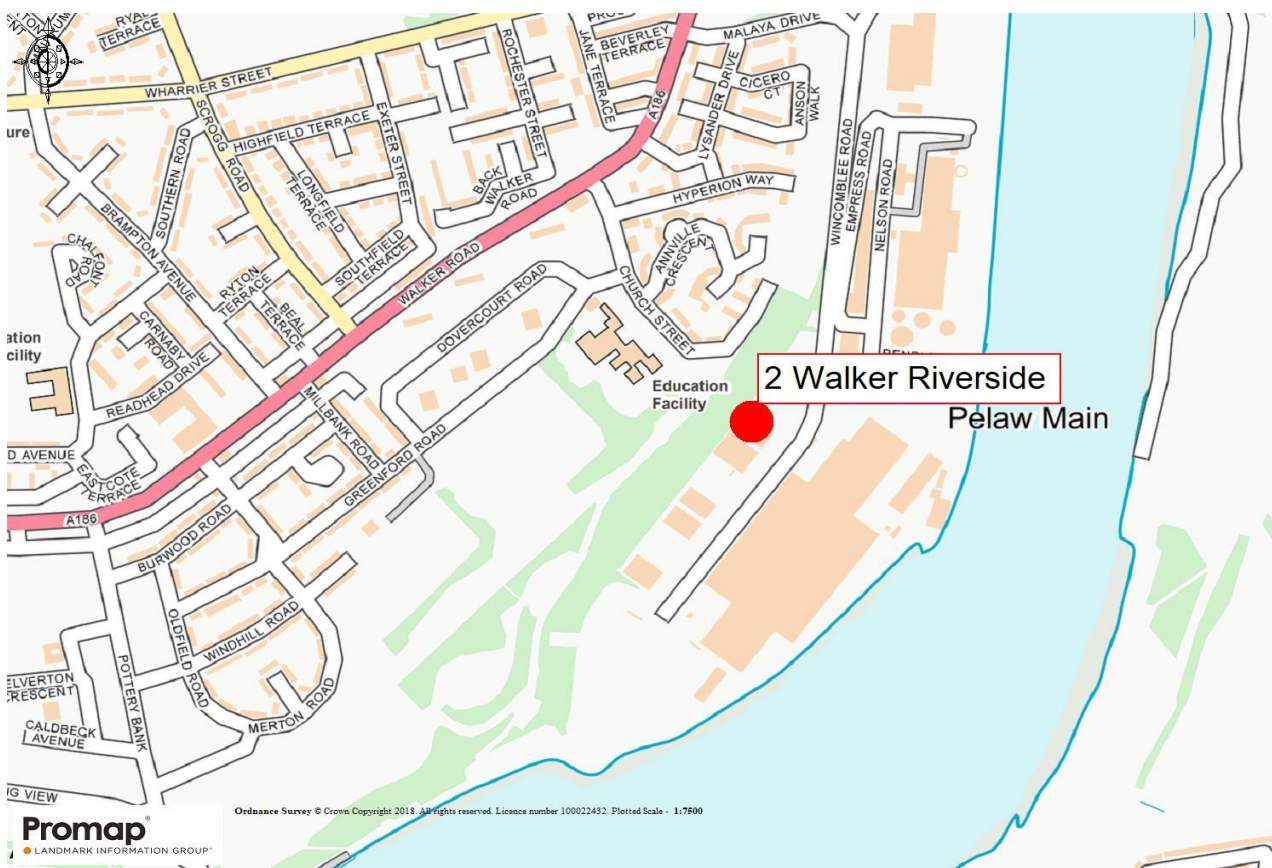 RYAL
TERRACE
BEVERLEY
TERRACE
MALAYA DRIVE
WHARRIER STREET
JANE TERRACE
ROCHESTER STREET
CICERO
CT
ANSON
WALK
LYSANDER DRIVE
A186
SCROGG ROAD
EXETER STREET
HIGHFIELD TERRACE
SOUTHERN ROAD
LONGFIELD
TERRACE
BACK
WALKER
ROAD
HYPERION WAY
WINCOMBLEE ROAD
EMPRESS ROAD
NELSON ROAD
BRAMPTON AVENUE
CHALFONT
ROAD
SOUTHFIELD
TERRACE
ANNVILLE
CRESCENT
RYTON
TERRACE
BEAL
TERRACE
WALKER ROAD
DOVERCOURT ROAD
CHURCH STREET
CARNABY
ROAD
READHEAD DRIVE
Education
Facility
2 Walker Riverside
Pelaw Main
MILLBANK ROAD
GREENFORD ROAD
D AVENUE
EASTCOTE
TERRACE
A186
BURWOOD ROAD
OLDFIELD ROAD
WINDHILL ROAD
POTTERY BANK
ELVERTON
CRESCENT
MERTON ROAD
CALDBECK
AVENUE
G VIEW
Ordnance Survey © Crown Copyright 2018. All rights reserved. Licence number 100022432. Plotted Scale - 1:7500
Promap
LANDMARK INFORMATION GROUP